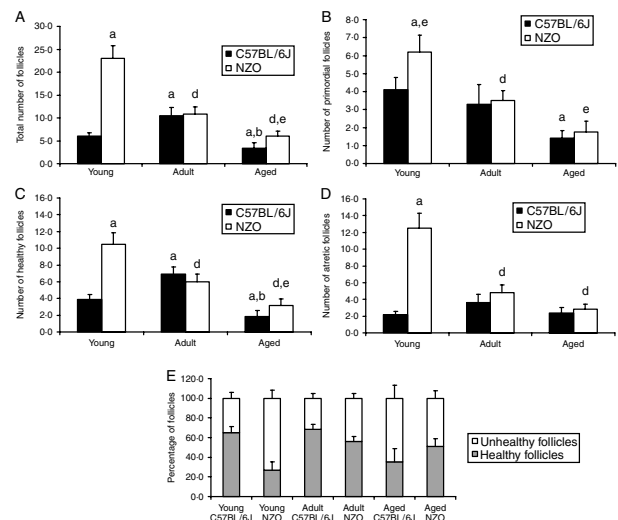 A
30·0
25·0
20·0
15·0
10·0
5·0
0·0
Total number of follicles
a
a
d
a,b
d,e
C57BL/6J
NZO
Young
Adult
Aged
B
8·0
7·0
6·0
5·0
4·0
3·0
2·0
1·0
0·0
Number of primordial follicles
a,e
d
a
e
C57BL/6J
NZO
Young
Adult
Aged
C
16·0
14·0
12·0
10·0
8·0
6·0
4·0
2·0
0·0
Number of healthy follicles
a
a
d
a,b
d,e
C57BL/6J
NZO
Young
Adult
Aged
D
16·0
14·0
12·0
10·0
8·0
6·0
4·0
2·0
0·0
Number of atretic follicles
a
d
d
C57BL/6J
NZO
Young
Adult
Aged
E
120·0
100·0
80·0
60·0
40·0
20·0
0·0
Percentage of follicles
Unhealthy follicles
Healthy follicles
Young
C57BL/6J
Young
NZO
Adult
C57BL/6J
Adult
NZO
Aged
C57BL/6J
Aged
NZO